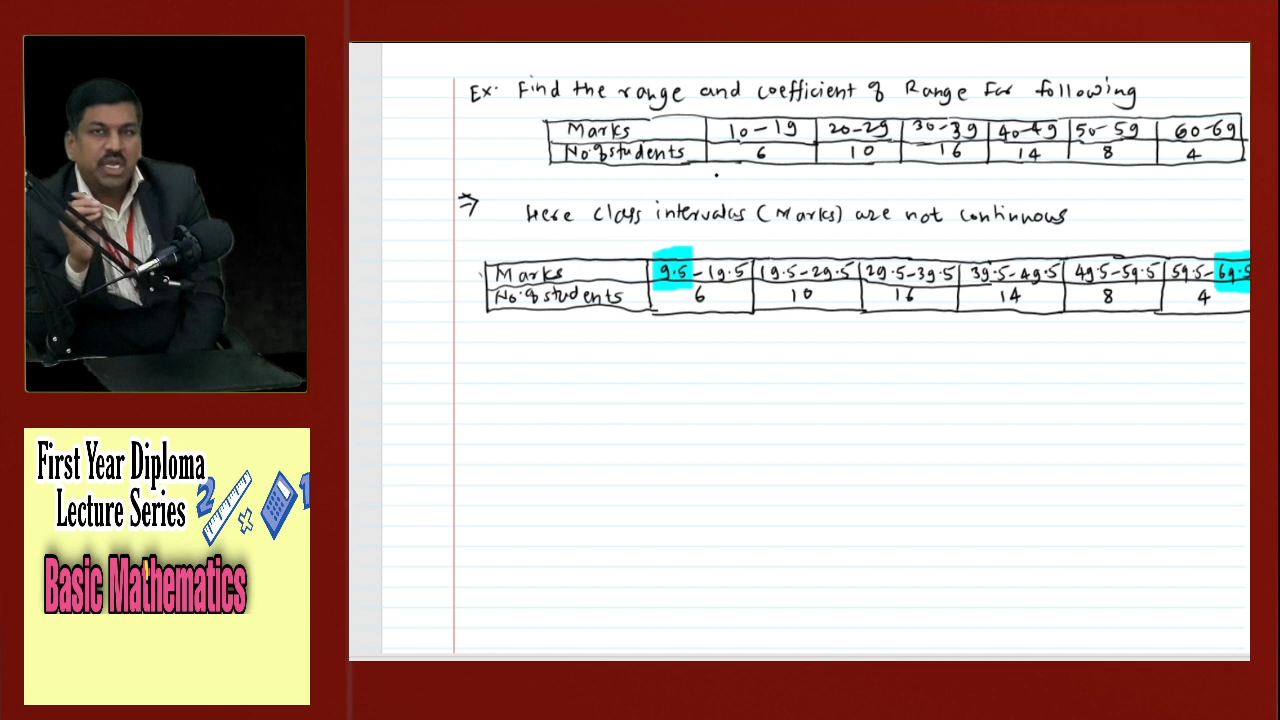 Ex. Find the range and coefficient of Range for following
Marks 10-19 20-29 30-39 40-49 50-59 60-69
No. of students 6 10 16 14 8 4
⇒ Here class intervalas (Marks) are not continuous
Marks 9.5-19.5 19.5-29.5 29.5-39.5 39.5-49.5 49.5-59.5 59.5-69.5
No. of students 6 10 16 14 8 4
First Year Diploma
Lecture Series
2 1
Basic Mathematics